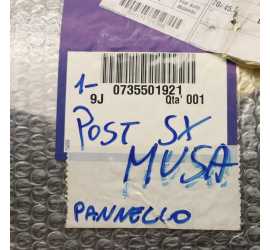 1-
9J 0735501921
Qta' 001
POST SX
MUSA
PANNELLO